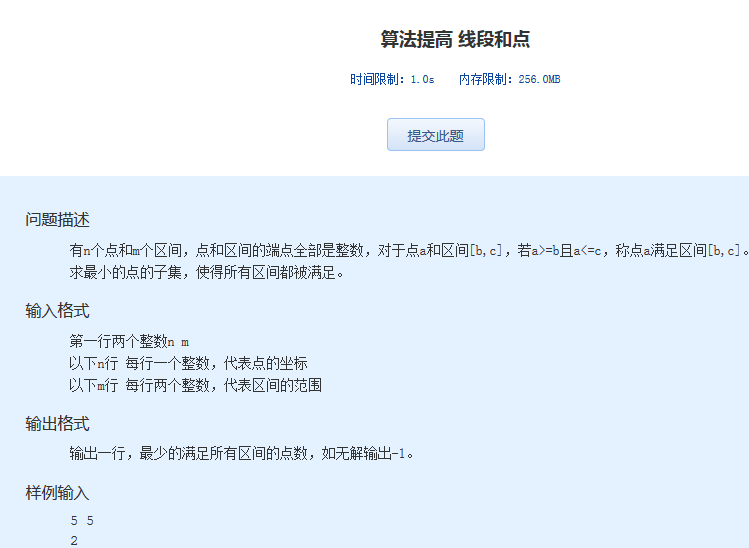 算法提高 线段和点
时间限制：1.0s 内存限制：256.0MB
提交此题
问题描述
有n个点和m个区间，点和区间的端点全部是整数，对于点a和区间[b,c]，若a>=b且a<=c，称点a满足区间[b,c]。
求最小的点的子集，使得所有区间都被满足。
输入格式
第一行两个整数n m
以下n行 每行一个整数，代表点的坐标
以下m行 每行两个整数，代表区间的范围
输出格式
输出一行，最少的满足所有区间的点数，如无解输出-1。
样例输入
5 5
2